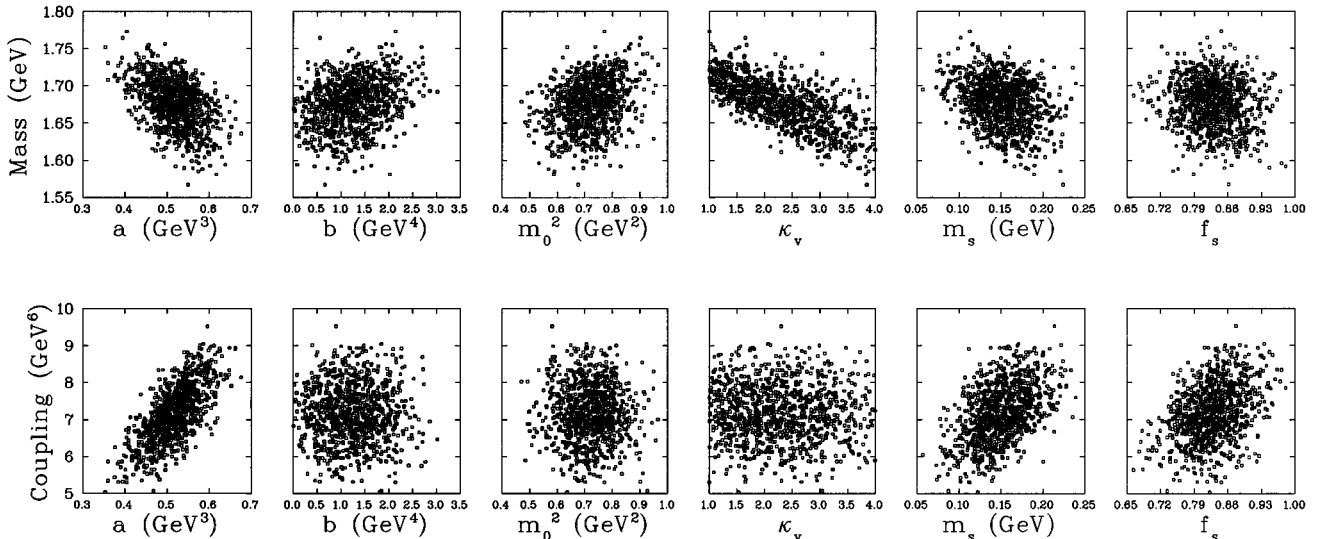 Mass (GeV)
1.80
1.75
1.70
1.65
1.60
1.55
0.3 0.4 0.5 0.6 0.7
0.0 0.5 1.0 1.5 2.0 2.5 3.0 3.5
0.4 0.5 0.6 0.7 0.8 0.9 1.0
1.0 1.5 2.0 2.5 3.0 3.5 4.0
0.05 0.10 0.15 0.20 0.25
0.65 0.72 0.79 0.86 0.93 1.00
a (GeV³)
b (GeV⁴)
m₀² (GeV²)
κᵥ
mₛ (GeV)
fₛ
Coupling (GeV⁶)
10
9
8
7
6
5
0.3 0.4 0.5 0.6 0.7
0.0 0.5 1.0 1.5 2.0 2.5 3.0 3.5
0.4 0.5 0.6 0.7 0.8 0.9 1.0
1.0 1.5 2.0 2.5 3.0 3.5 4.0
0.05 0.10 0.15 0.20 0.25
0.65 0.72 0.79 0.86 0.93 1.00
a (GeV³)
b (GeV⁴)
m₀² (GeV²)
κᵥ
mₛ (GeV)
fₛ